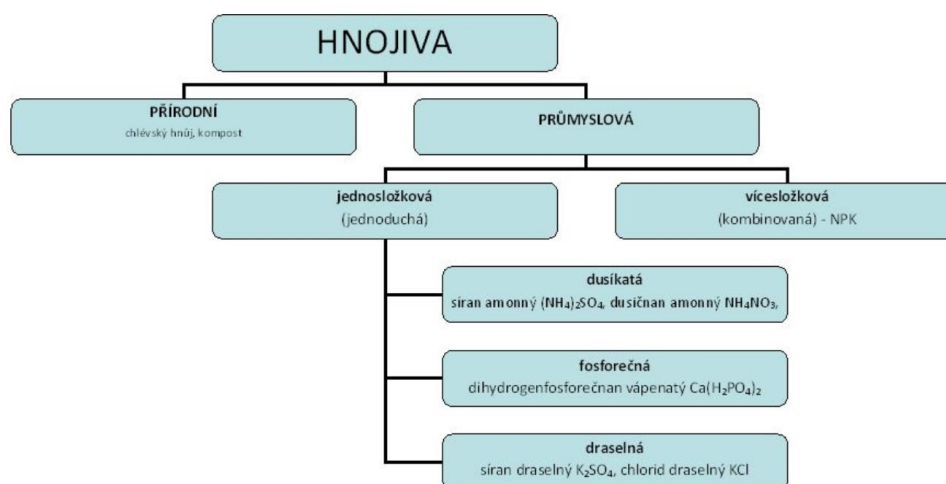 HNOJIVA
PŘÍRODNÍ
chlévský hnůj, kompost
PRŮMYSLOVÁ
jednosložková
(jednoduchá)
vícesložková
(kombinovaná) - NPK
dusíkatá
síran amonný (NH₄)₂SO₄, dusičnan amonný NH₄NO₃,
fosforečná
dihydrogenfosforečnan vápenatý Ca(H₂PO₄)₂
draselná
síran draselný K₂SO₄, chlorid draselný KCl